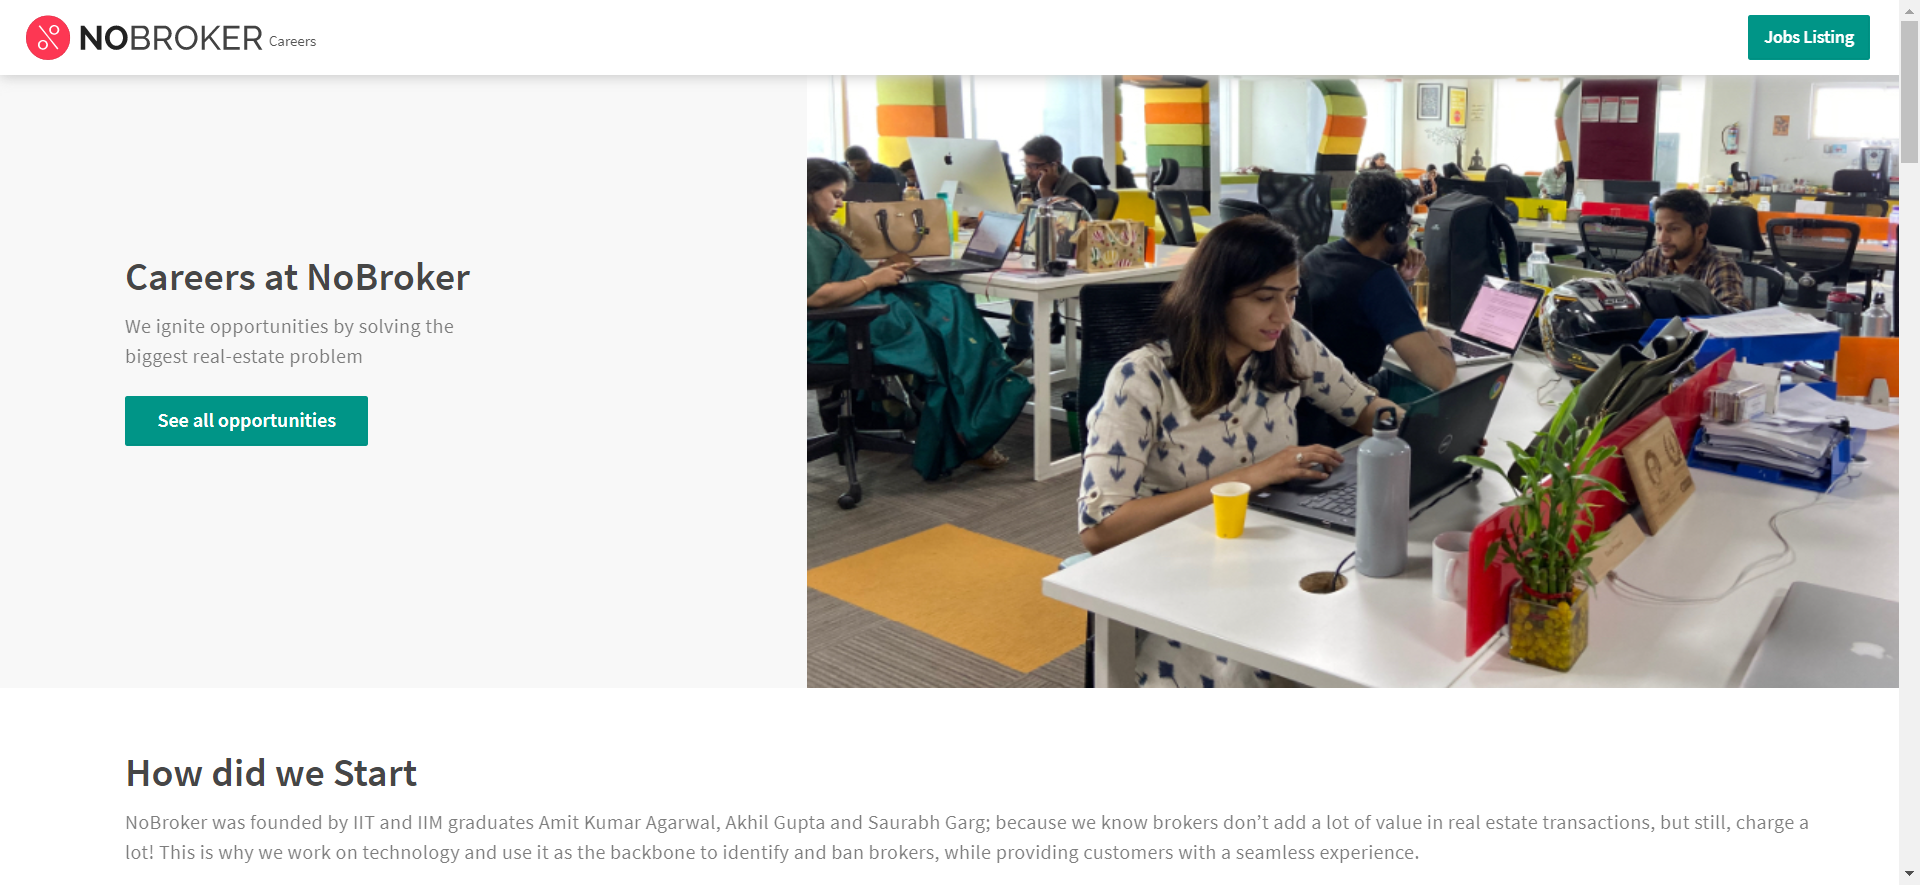 NOBROKER Careers
Jobs Listing
Careers at NoBroker
We ignite opportunities by solving the
biggest real-estate problem
See all opportunities
How did we Start
NoBroker was founded by IIT and IIM graduates Amit Kumar Agarwal, Akhil Gupta and Saurabh Garg; because we know brokers don’t add a lot of value in real estate transactions, but still, charge a
lot! This is why we work on technology and use it as the backbone to identify and ban brokers, while providing customers with a seamless experience.